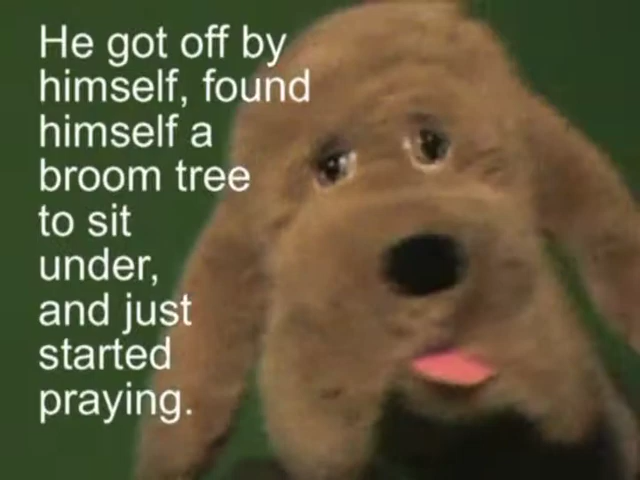 He got off by
himself, found
himself a
broom tree
to sit
under,
and just
started
praying.